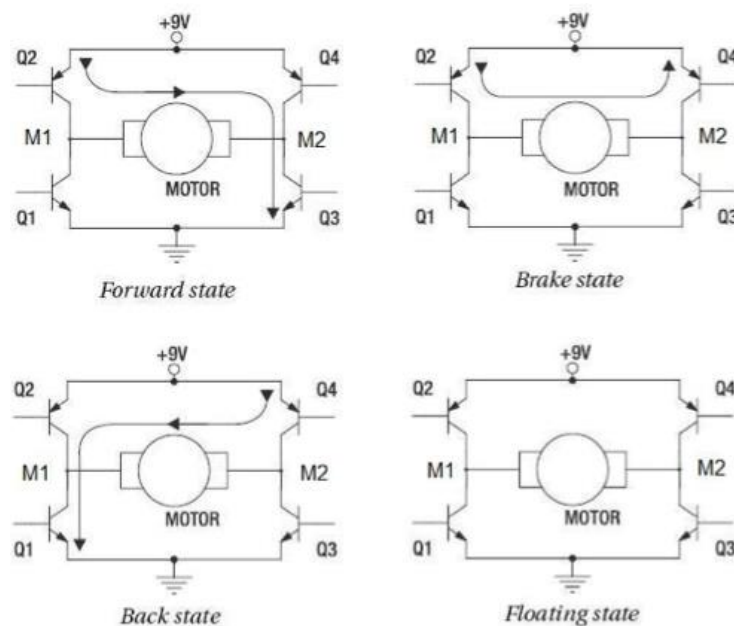 +9V
Q2
Q4
M1
M2
MOTOR
Q1
Q3
Forward state
+9V
Q2
Q4
M1
M2
MOTOR
Q1
Q3
Brake state
+9V
Q2
Q4
M1
M2
MOTOR
Q1
Q3
Back state
+9V
Q2
Q4
M1
M2
MOTOR
Q1
Q3
Floating state